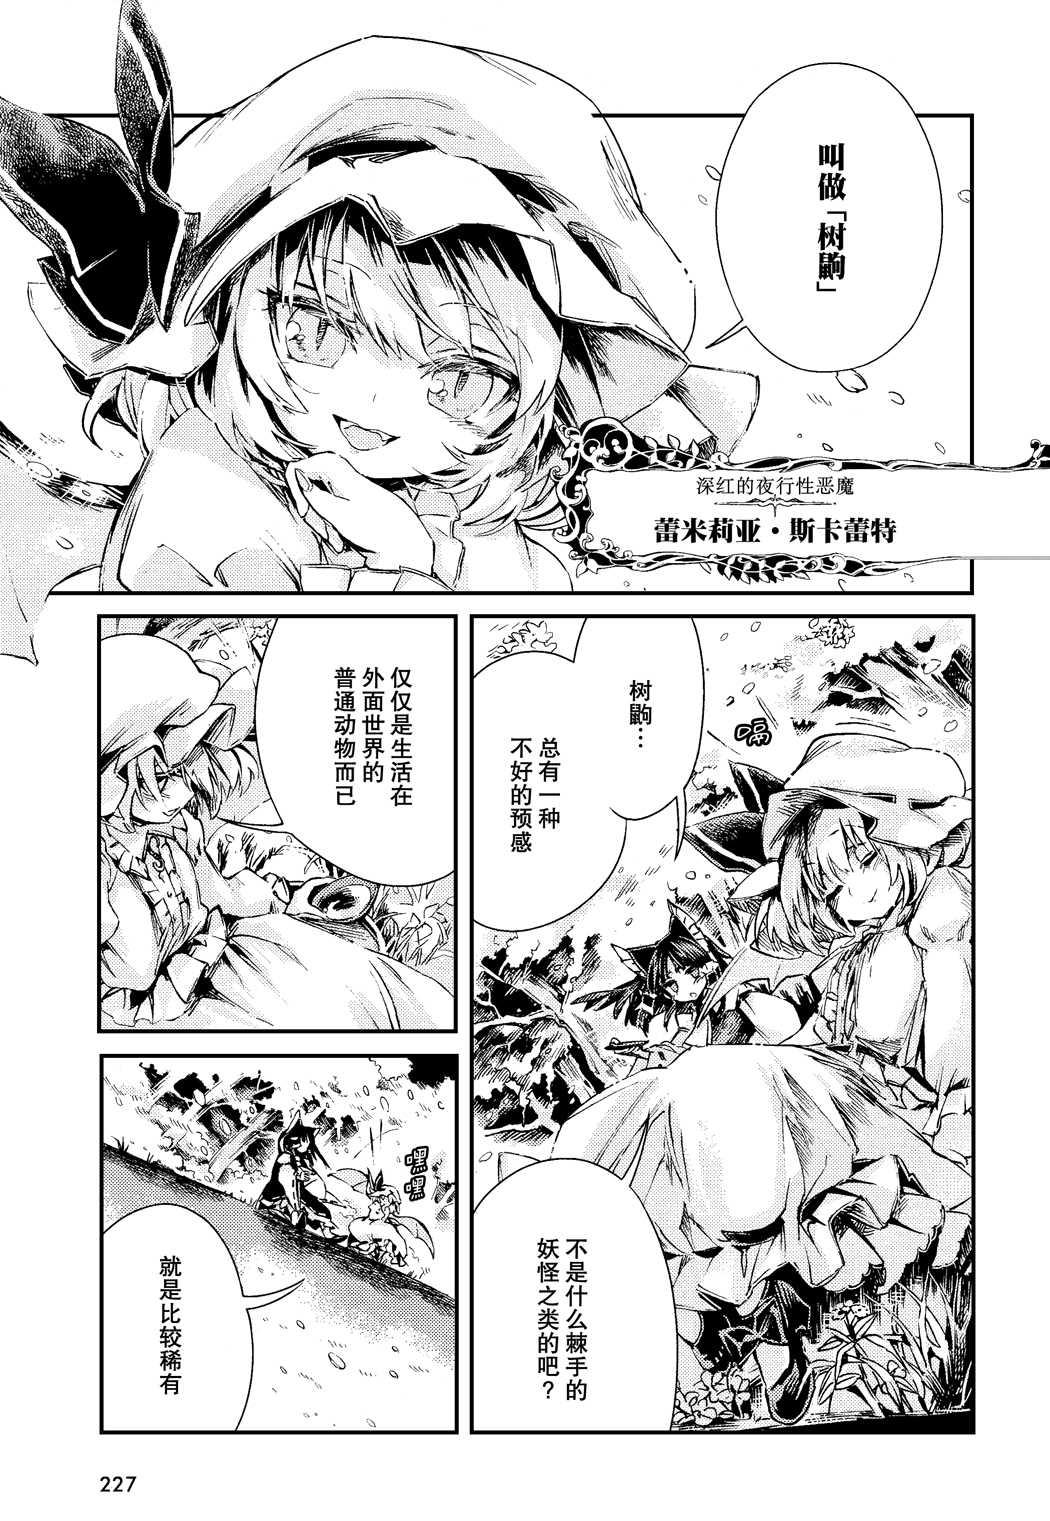 叫做「树鼩」
深红的夜行性恶魔
蕾米莉亚・斯卡蕾特
树鼩…
嗝
总有一种
不好的预感
不是什么棘手的
妖怪之类的吧？
仅仅是生活在
外面世界的
普通动物而已
嘿嘿
就是比较稀有
227